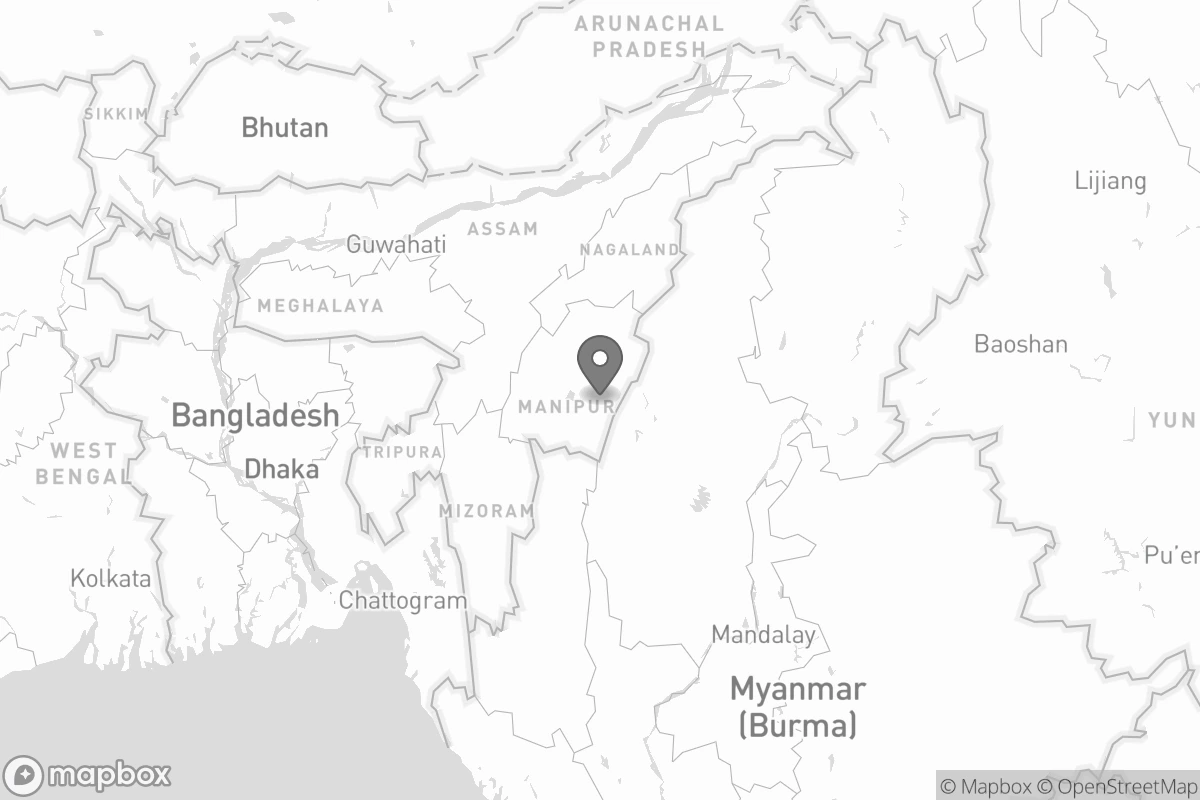 ARUNACHAL
PRADESH
SIKKIM
Bhutan
Lijiang
ASSAM
Guwahati
NAGALAND
MEGHALAYA
Baoshan
MANIPUR
Bangladesh
YUN
WEST
BENGAL
TRIPURA
Dhaka
MIZORAM
Pu'er
Kolkata
Chattogram
Mandalay
Myanmar
(Burma)
mapbox
© Mapbox © OpenStreetMap